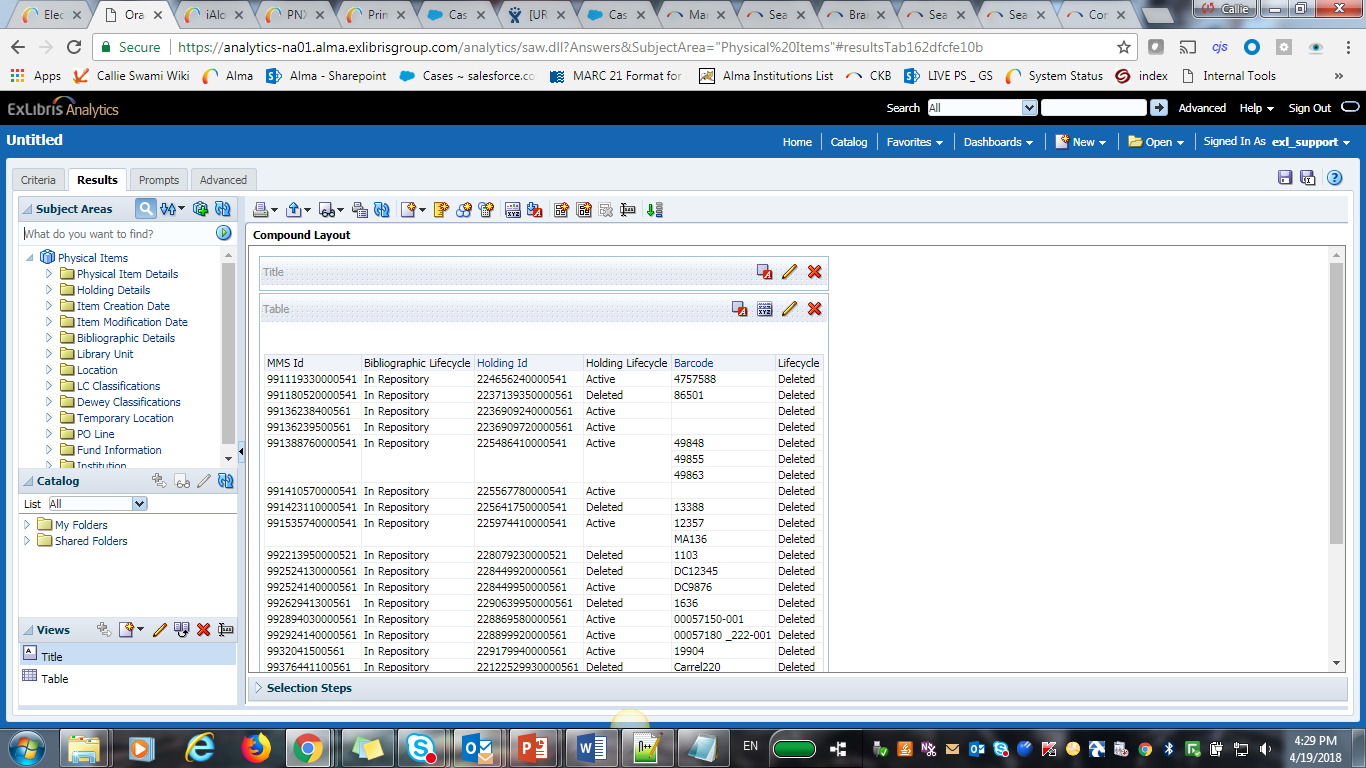 Elec
Ora
iAlo
PNX
Prim
Cas
[UR
Cas
Mar
Sea
Bra
Sea
Sea
Cor
Callie
Secure https://analytics-na01.alma.exlibrisgroup.com/analytics/saw.dll?Answers&SubjectArea="Physical%20Items"#resultsTab162dfcfe10b
cjs
Apps Callie Swami Wiki Alma Alma - Sharepoint Cases ~ salesforce.co MARC 21 Format for Alma Institutions List CKB LIVE PS _ GS System Status index Internal Tools »
ExLibris Analytics Search All Advanced Help Sign Out
Untitled Home Catalog Favorites Dashboards New Open Signed In As exl_support
Criteria Results Prompts Advanced
Subject Areas
What do you want to find?
Physical Items
Physical Item Details
Holding Details
Item Creation Date
Item Modification Date
Bibliographic Details
Library Unit
Location
LC Classifications
Dewey Classifications
Temporary Location
PO Line
Fund Information
Institution
Catalog
List All
My Folders
Shared Folders
Views
Title
Table
Compound Layout
Title
Table
MMS Id Bibliographic Lifecycle Holding Id Holding Lifecycle Barcode Lifecycle
991119330000541 In Repository 224656240000541 Active 4757588 Deleted
991180520000541 In Repository 2237139350000561 Deleted 86501 Deleted
99136238400561 In Repository 2236909240000561 Active Deleted
99136239500561 In Repository 2236909720000561 Active Deleted
991388760000541 In Repository 225486410000541 Active 49848 Deleted
49855 Deleted
49863 Deleted
991410570000541 In Repository 225567780000541 Active Deleted
991423110000541 In Repository 225641750000541 Deleted 13388 Deleted
991535740000541 In Repository 225974410000541 Active 12357 Deleted
MA136 Deleted
992213950000521 In Repository 228079230000521 Deleted 1103 Deleted
992524130000561 In Repository 228449920000561 Deleted DC12345 Deleted
992524140000561 In Repository 228449950000561 Active DC9876 Deleted
99262941300561 In Repository 2290639950000561 Deleted 1636 Deleted
992894030000561 In Repository 228869580000561 Active 00057150-001 Deleted
992924140000561 In Repository 228899920000561 Active 00057180 _222-001 Deleted
9932041500561 In Repository 229179940000561 Active 19904 Deleted
99376441100561 In Repository 22122529930000561 Deleted Carrel220 Deleted
Selection Steps
EN
4:29 PM
4/19/2018